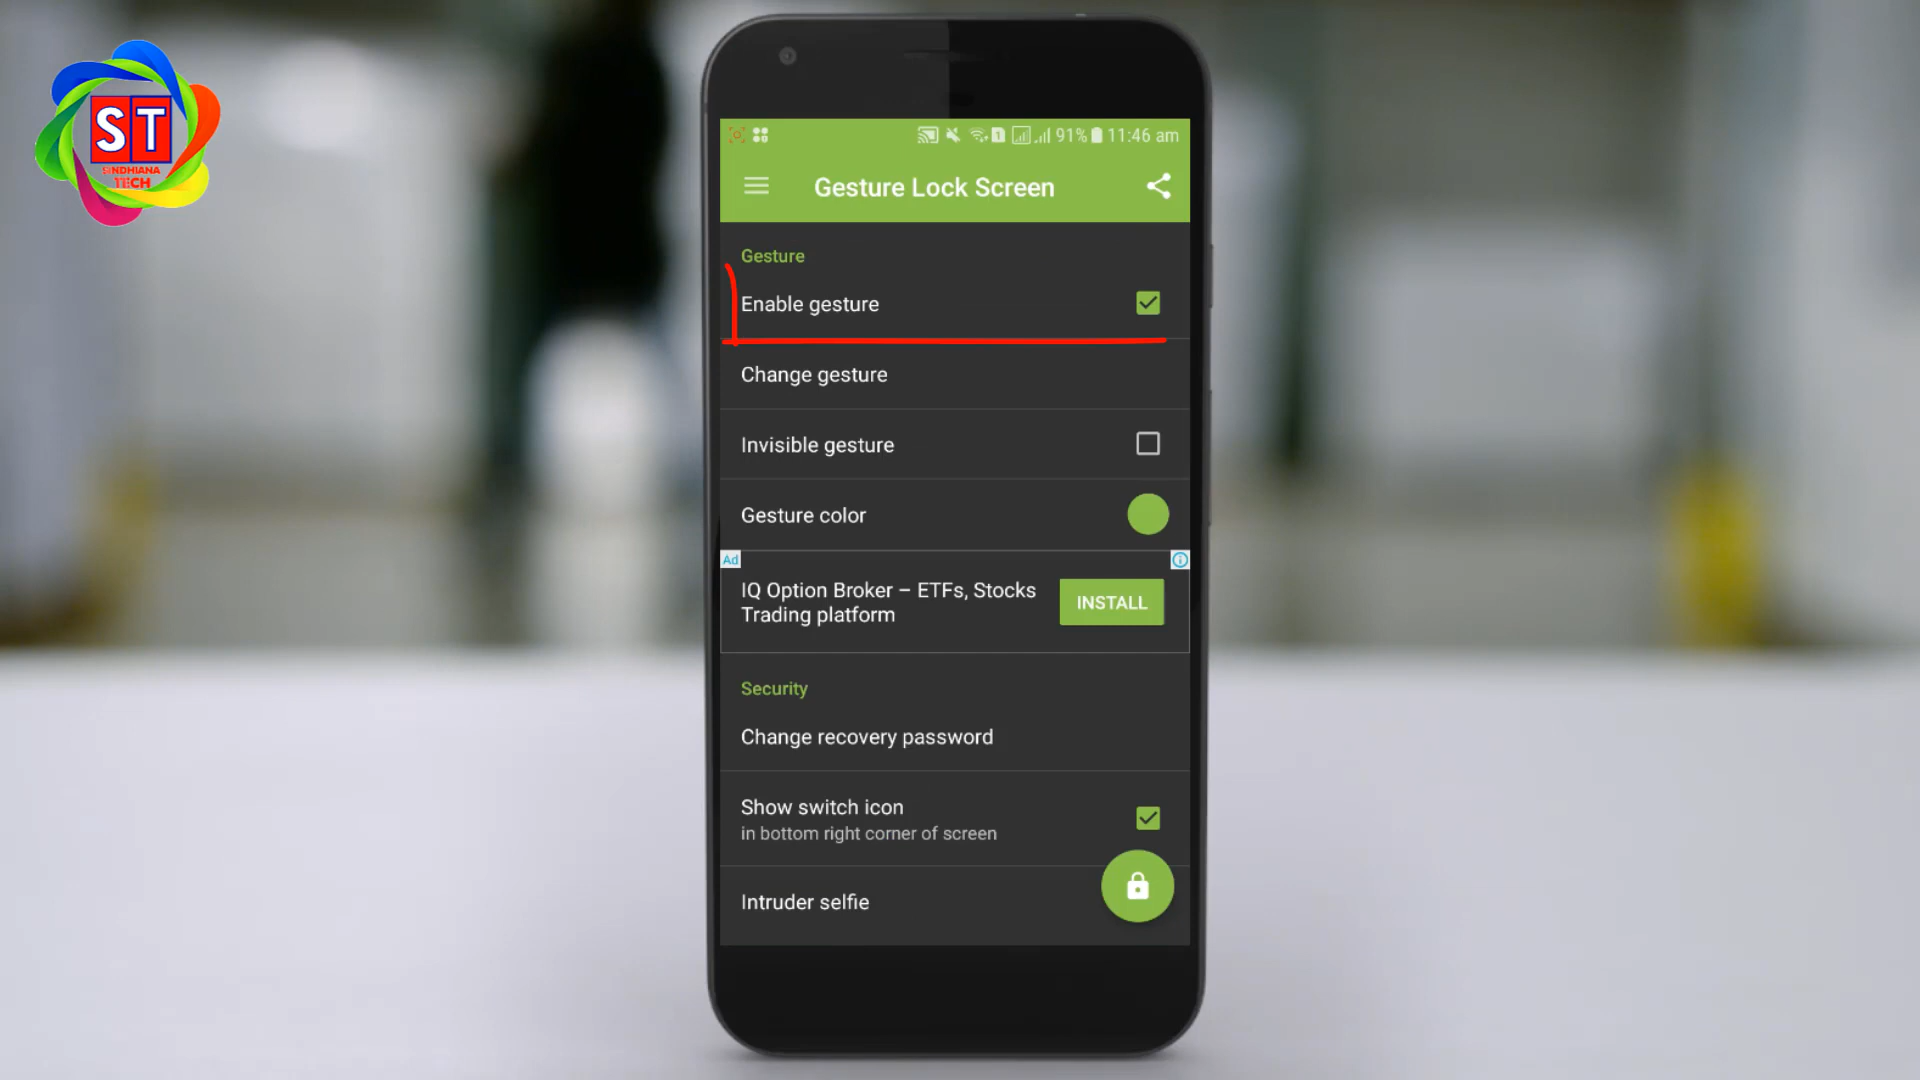 ST
SINDHIANA
TECH
91% 11:46 am
Gesture Lock Screen
Gesture
Enable gesture
Change gesture
Invisible gesture
Gesture color
Ad
IQ Option Broker – ETFs, Stocks
Trading platform
INSTALL
Security
Change recovery password
Show switch icon
in bottom right corner of screen
Intruder selfie